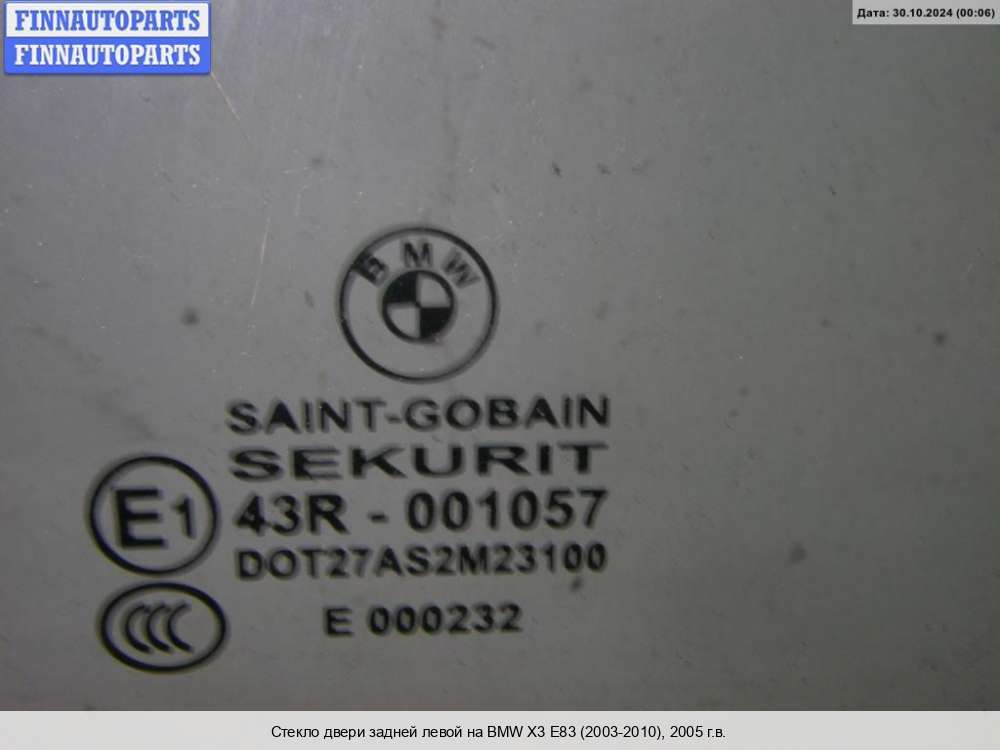 FINNAUTOPARTS
FINNAUTOPARTS
Дата: 30.10.2024 (00:06)
BMW
SAINT-GOBAIN
SEKURIT
E1
43R - 001057
DOT27AS2M23100
CCC
E 000232
Стекло двери задней левой на BMW X3 E83 (2003-2010), 2005 г.в.